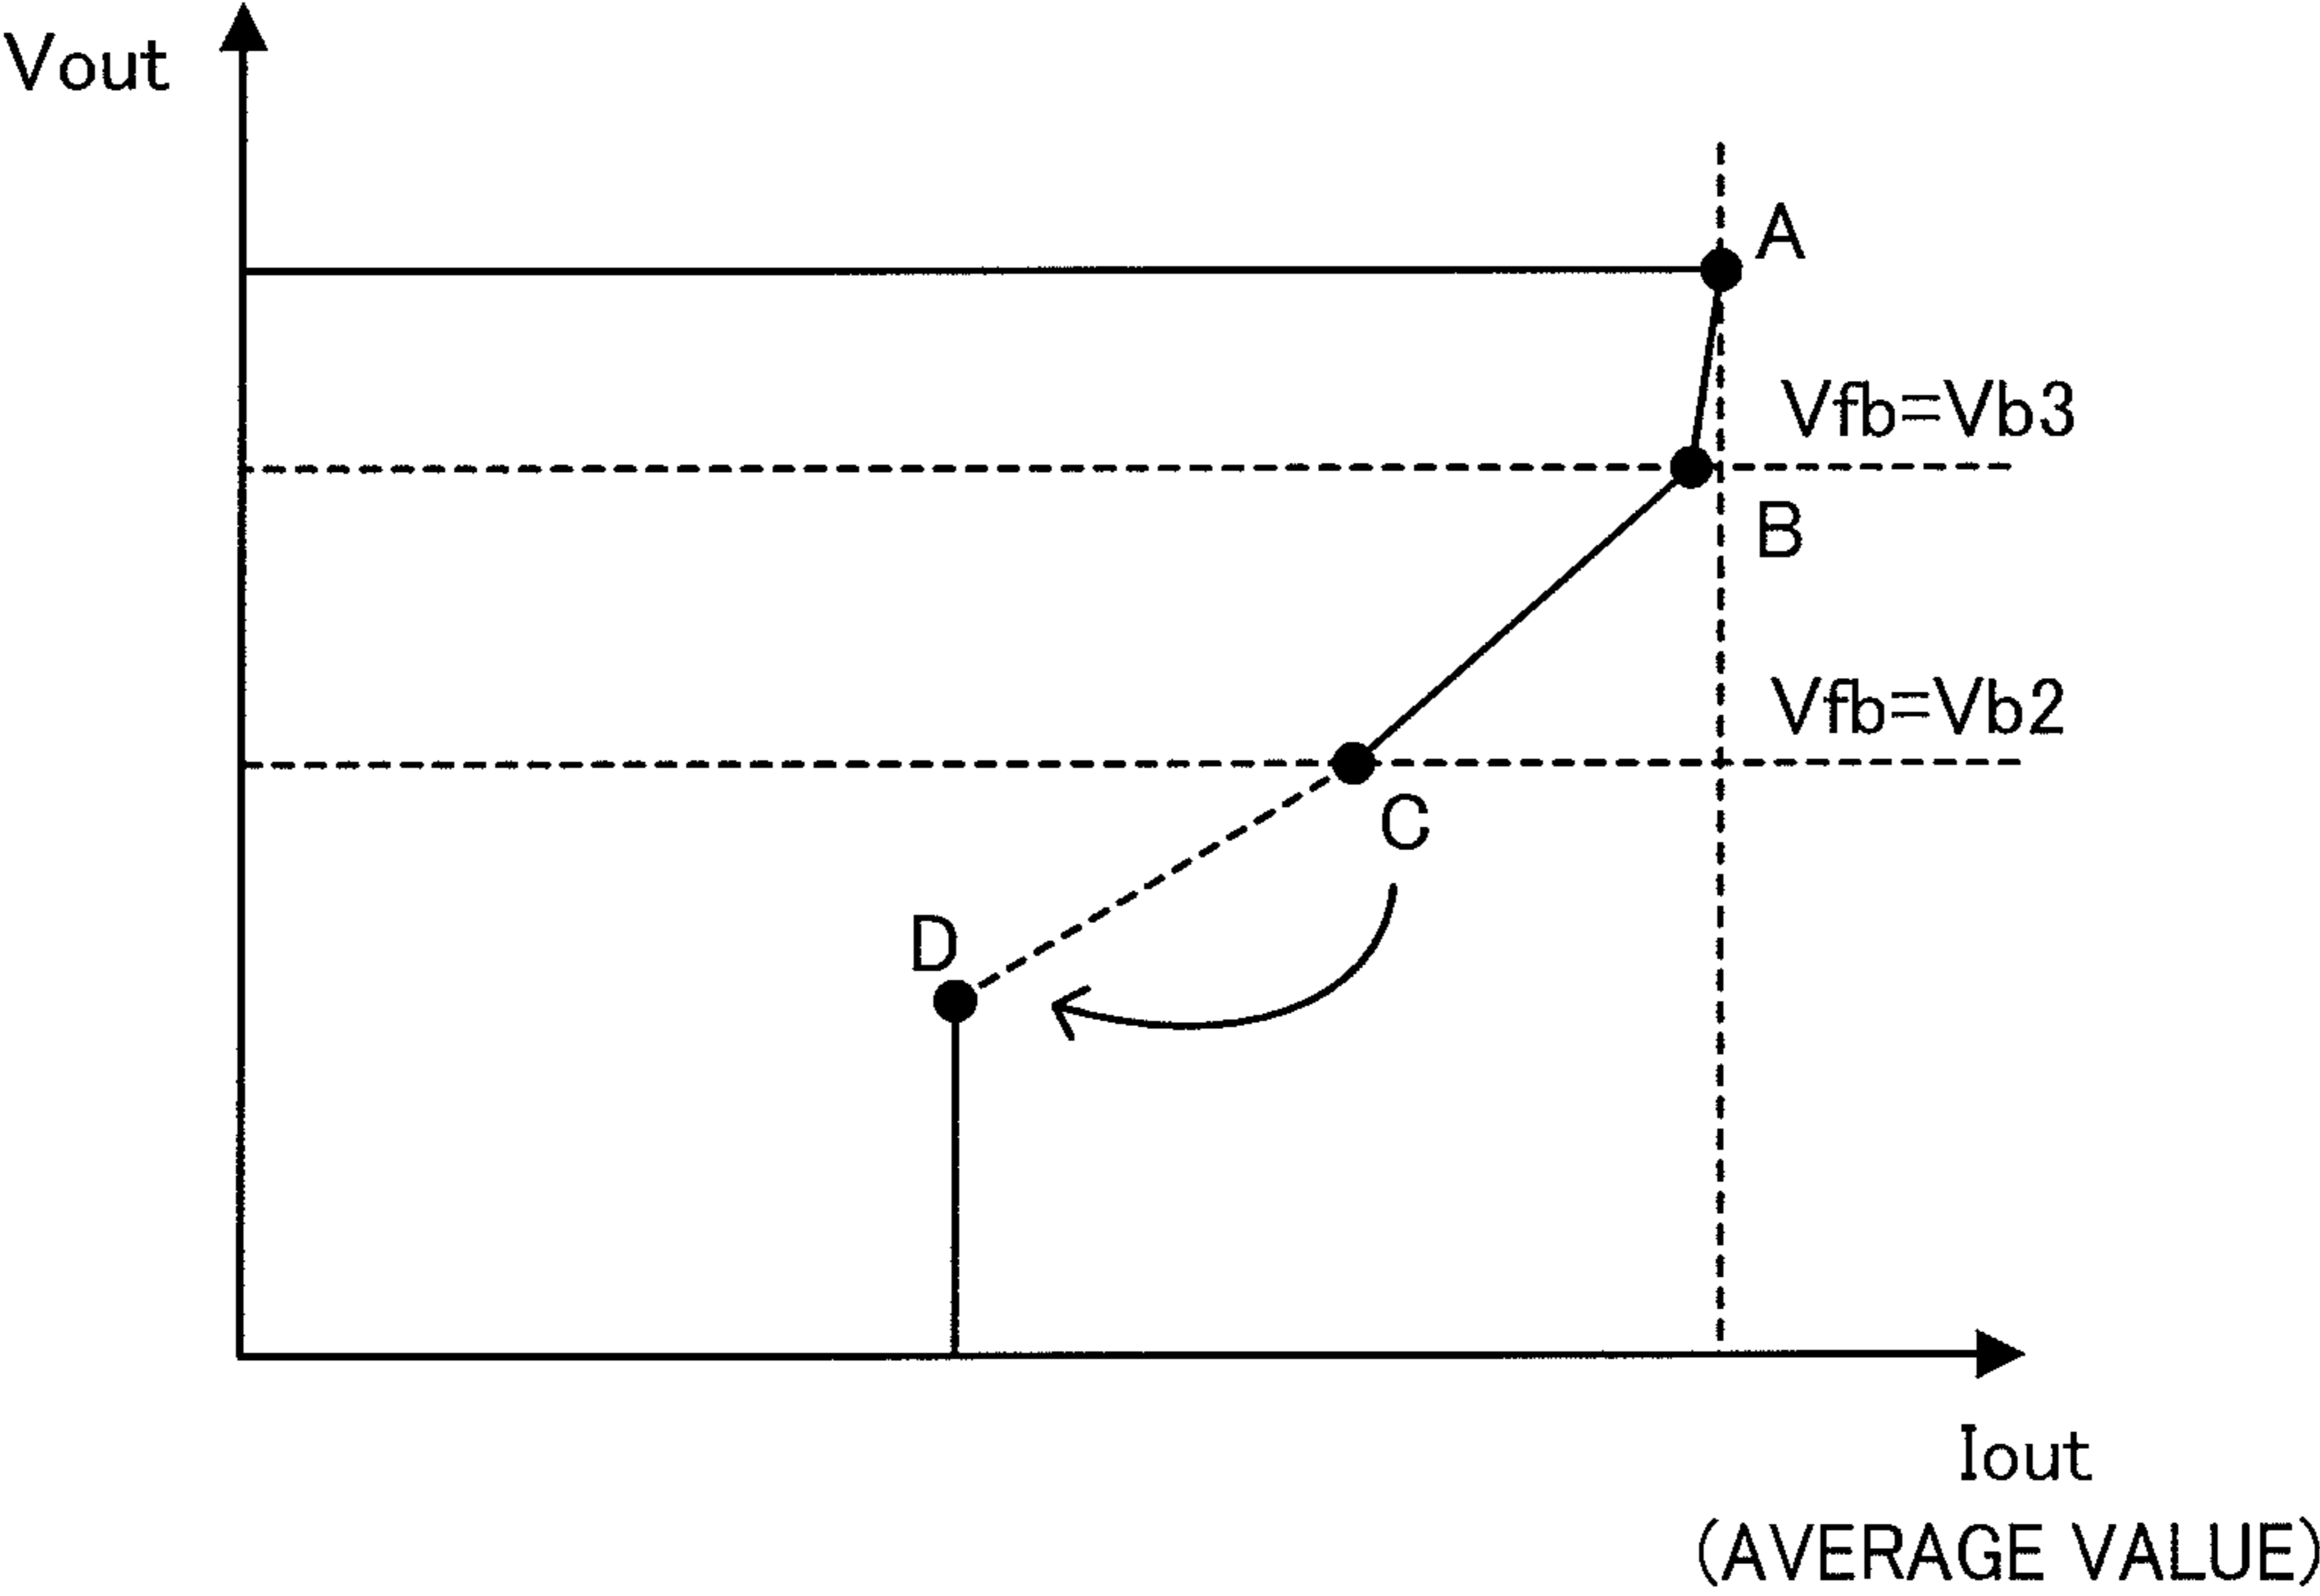 Vout
A
Vfb=Vb3
B
Vfb=Vb2
C
D
Iout
(AVERAGE VALUE)